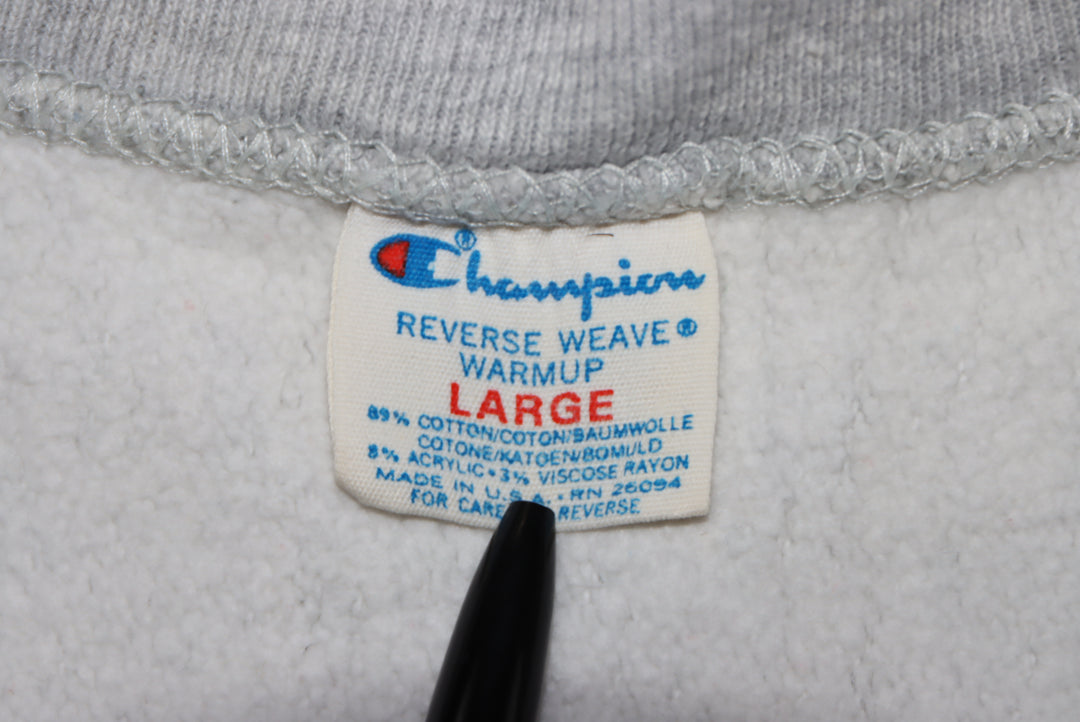 Champion®
REVERSE WEAVE®
WARMUP
LARGE
89% COTTON/COTON/BAUMWOLLE
COTONE/KATOEN/BOMULD
8% ACRYLIC • 3% VISCOSE RAYON
MADE IN U.S.A. • RN 26094
FOR CARE REVERSE